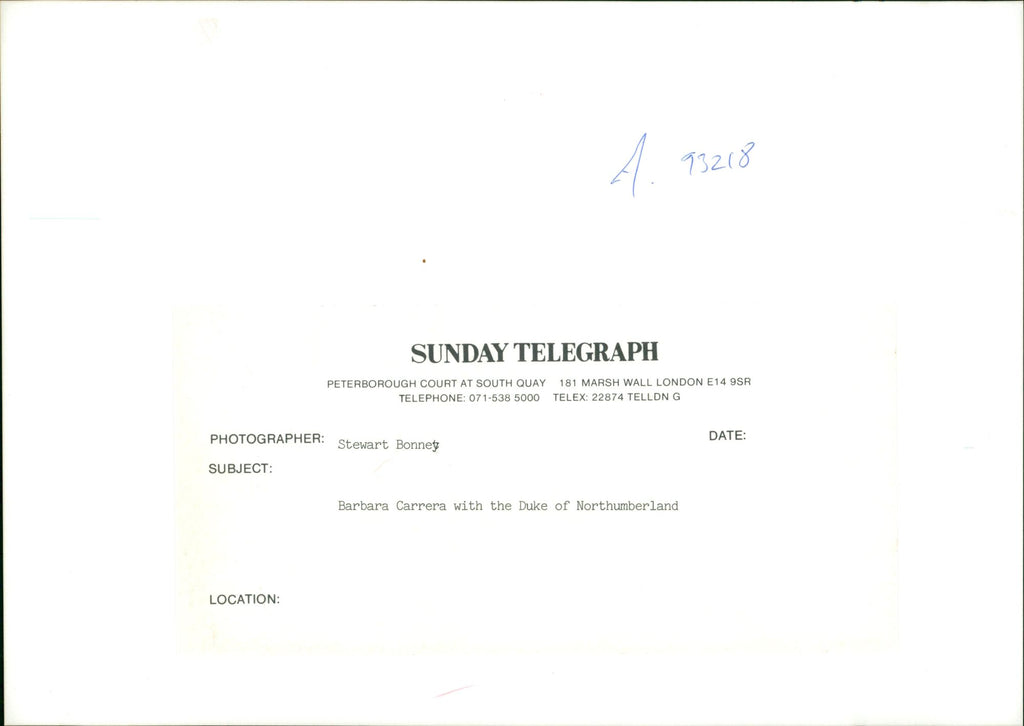 A. 93218
SUNDAY TELEGRAPH
PETERBOROUGH COURT AT SOUTH QUAY 181 MARSH WALL LONDON E14 9SR
TELEPHONE: 071-538 5000 TELEX: 22874 TELLDN G
PHOTOGRAPHER: Stewart Bonney DATE:
SUBJECT:
Barbara Carrera with the Duke of Northumberland
LOCATION: